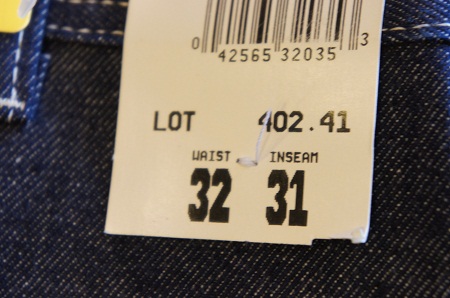 0 42565 32035 3
LOT 402.41
WAIST INSEAM
32 31